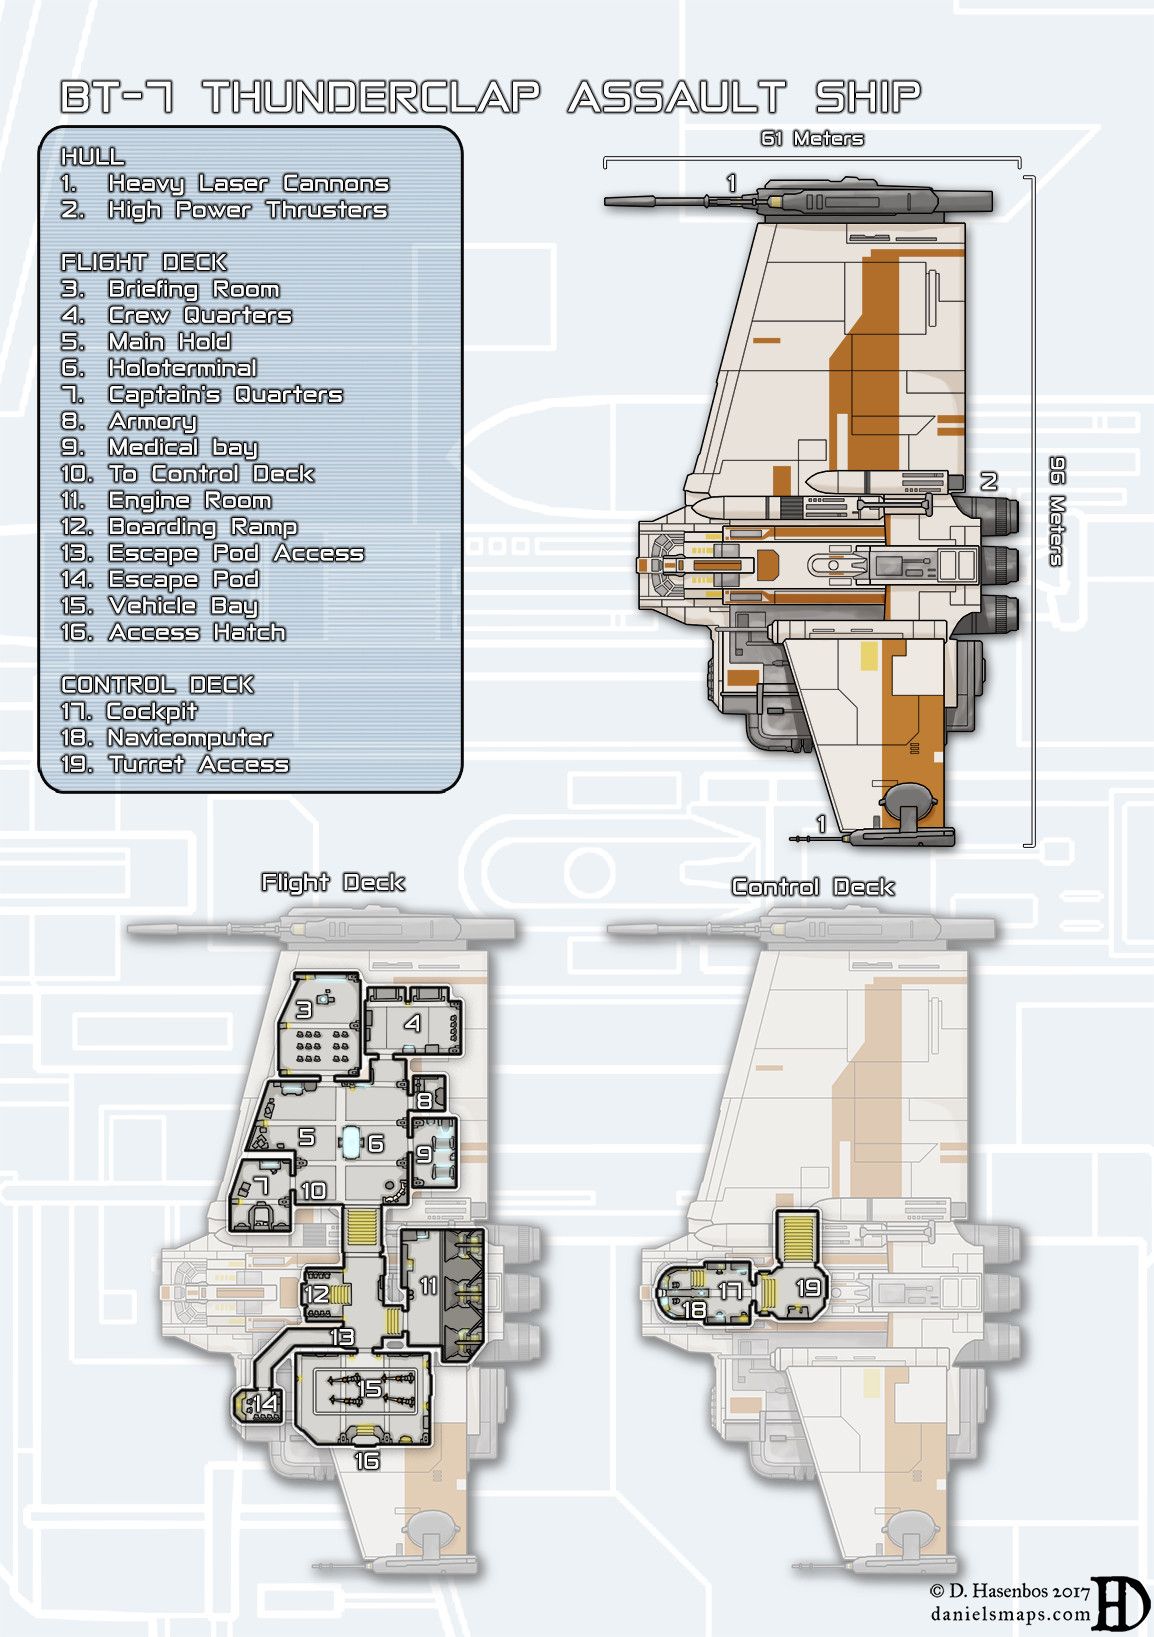 BT-7 THUNDERCLAP ASSAULT SHIP
HULL
1. Heavy Laser Cannons
2. High Power Thrusters
FLIGHT DECK
3. Briefing Room
4. Crew Quarters
5. Main Hold
6. Holoterminal
7. Captain's Quarters
8. Armory
9. Medical bay
10. To Control Deck
11. Engine Room
12. Boarding Ramp
13. Escape Pod Access
14. Escape Pod
15. Vehicle Bay
16. Access Hatch
CONTROL DECK
17. Cockpit
18. Navicomputer
19. Turret Access
61 Meters
1
2
96 Meters
1
Flight Deck
3
4
8
5
6
9
7
10
11
12
13
15
14
16
Control Deck
17
19
18
© D. Hasenbos 2017
danielsmaps.com
HD